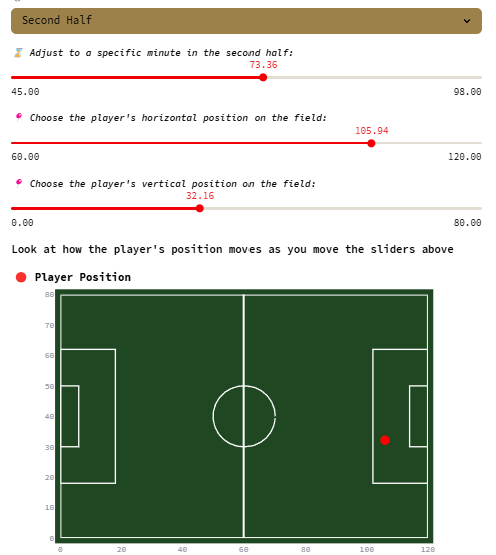 Second Half
Adjust to a specific minute in the second half:
73.36
45.00 98.00
Choose the player's horizontal position on the field:
105.94
60.00 120.00
Choose the player's vertical position on the field:
32.16
0.00 80.00
Look at how the player's position moves as you move the sliders above
Player Position
80
70
60
50
40
30
20
10
0
0 20 40 60 80 100 120